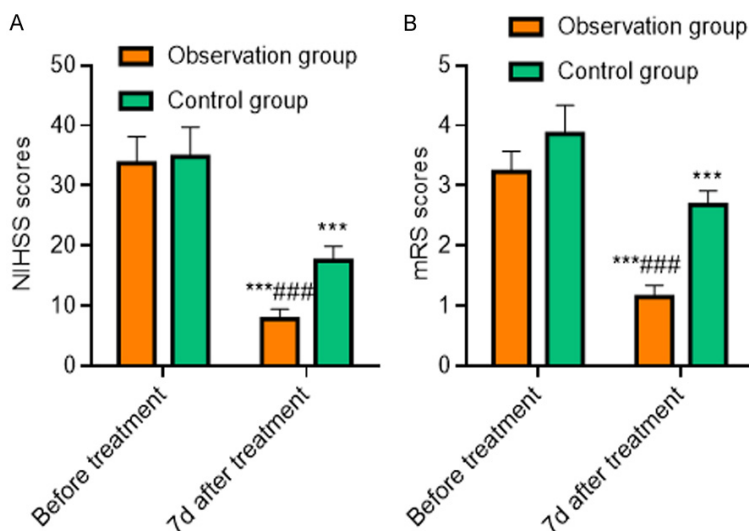 A
Observation group
Control group
NIHSS scores
50
40
30
20
10
0
***###
***
Before treatment
7d after treatment
B
Observation group
Control group
mRS scores
5
4
3
2
1
0
***###
***
Before treatment
7d after treatment